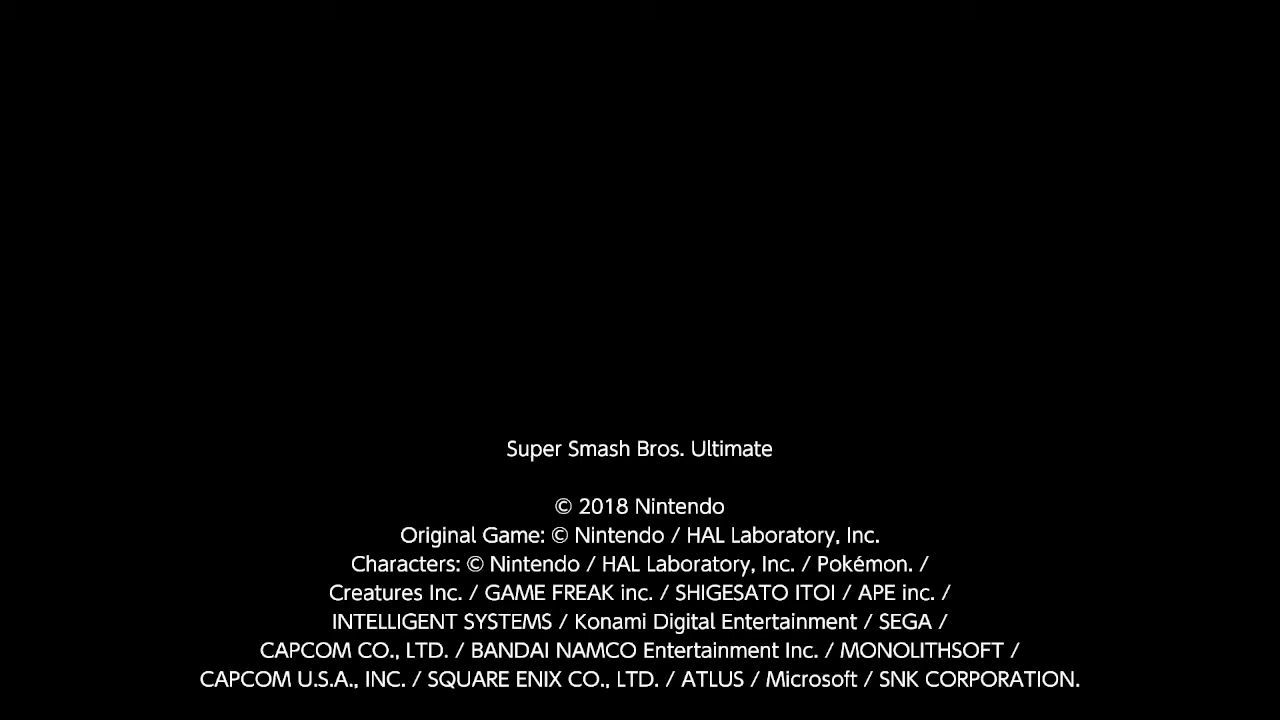 Super Smash Bros. Ultimate
© 2018 Nintendo
Original Game: © Nintendo / HAL Laboratory, Inc.
Characters: © Nintendo / HAL Laboratory, Inc. / Pokémon. /
Creatures Inc. / GAME FREAK inc. / SHIGESATO ITOI / APE inc. /
INTELLIGENT SYSTEMS / Konami Digital Entertainment / SEGA /
CAPCOM CO., LTD. / BANDAI NAMCO Entertainment Inc. / MONOLITHSOFT /
CAPCOM U.S.A., INC. / SQUARE ENIX CO., LTD. / ATLUS / Microsoft / SNK CORPORATION.